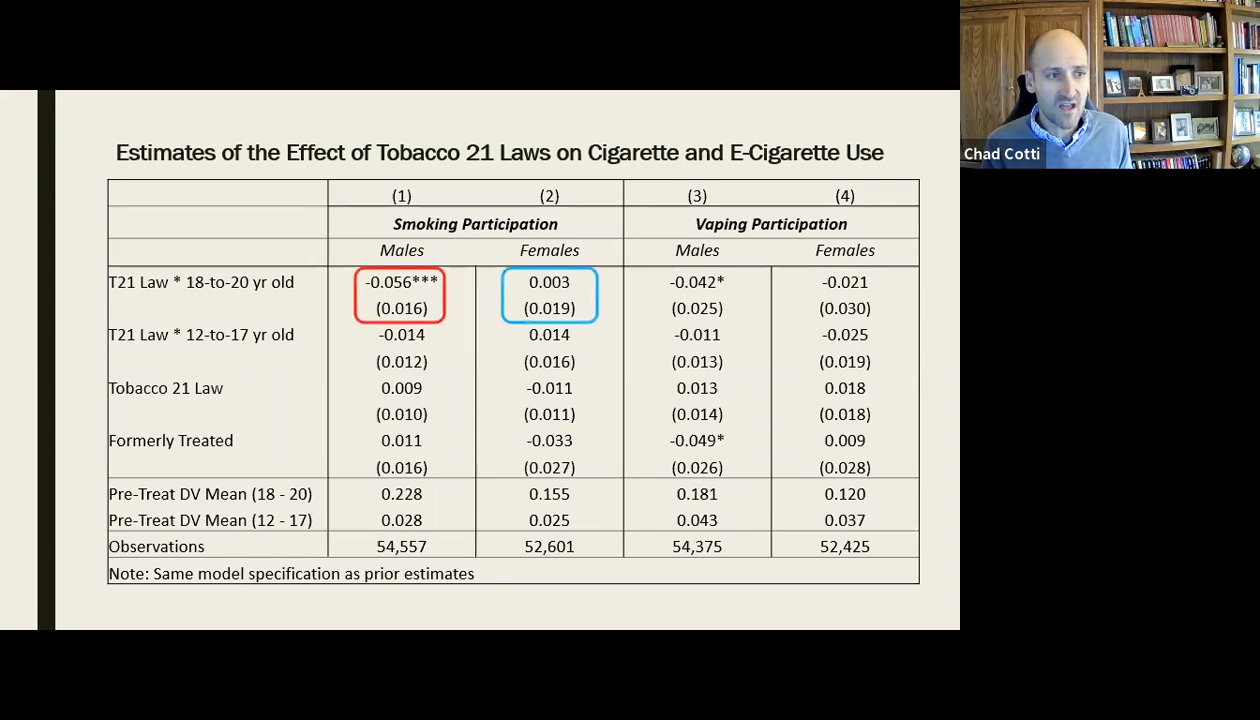 Chad Cotti
Estimates of the Effect of Tobacco 21 Laws on Cigarette and E-Cigarette Use
(1) (2) (3) (4)
Smoking Participation Vaping Participation
Males Females Males Females
T21 Law * 18-to-20 yr old -0.056*** 0.003 -0.042* -0.021
(0.016) (0.019) (0.025) (0.030)
T21 Law * 12-to-17 yr old -0.014 0.014 -0.011 -0.025
(0.012) (0.016) (0.013) (0.019)
Tobacco 21 Law 0.009 -0.011 0.013 0.018
(0.010) (0.011) (0.014) (0.018)
Formerly Treated 0.011 -0.033 -0.049* 0.009
(0.016) (0.027) (0.026) (0.028)
Pre-Treat DV Mean (18 - 20) 0.228 0.155 0.181 0.120
Pre-Treat DV Mean (12 - 17) 0.028 0.025 0.043 0.037
Observations 54,557 52,601 54,375 52,425
Note: Same model specification as prior estimates